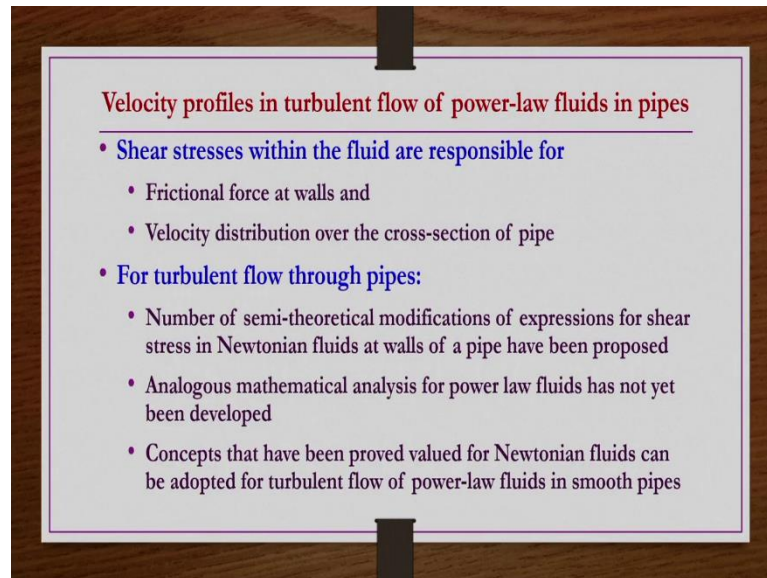 Velocity profiles in turbulent flow of power-law fluids in pipes
• Shear stresses within the fluid are responsible for
• Frictional force at walls and
• Velocity distribution over the cross-section of pipe
• For turbulent flow through pipes:
• Number of semi-theoretical modifications of expressions for shear
stress in Newtonian fluids at walls of a pipe have been proposed
• Analogous mathematical analysis for power law fluids has not yet
been developed
• Concepts that have been proved valued for Newtonian fluids can
be adopted for turbulent flow of power-law fluids in smooth pipes